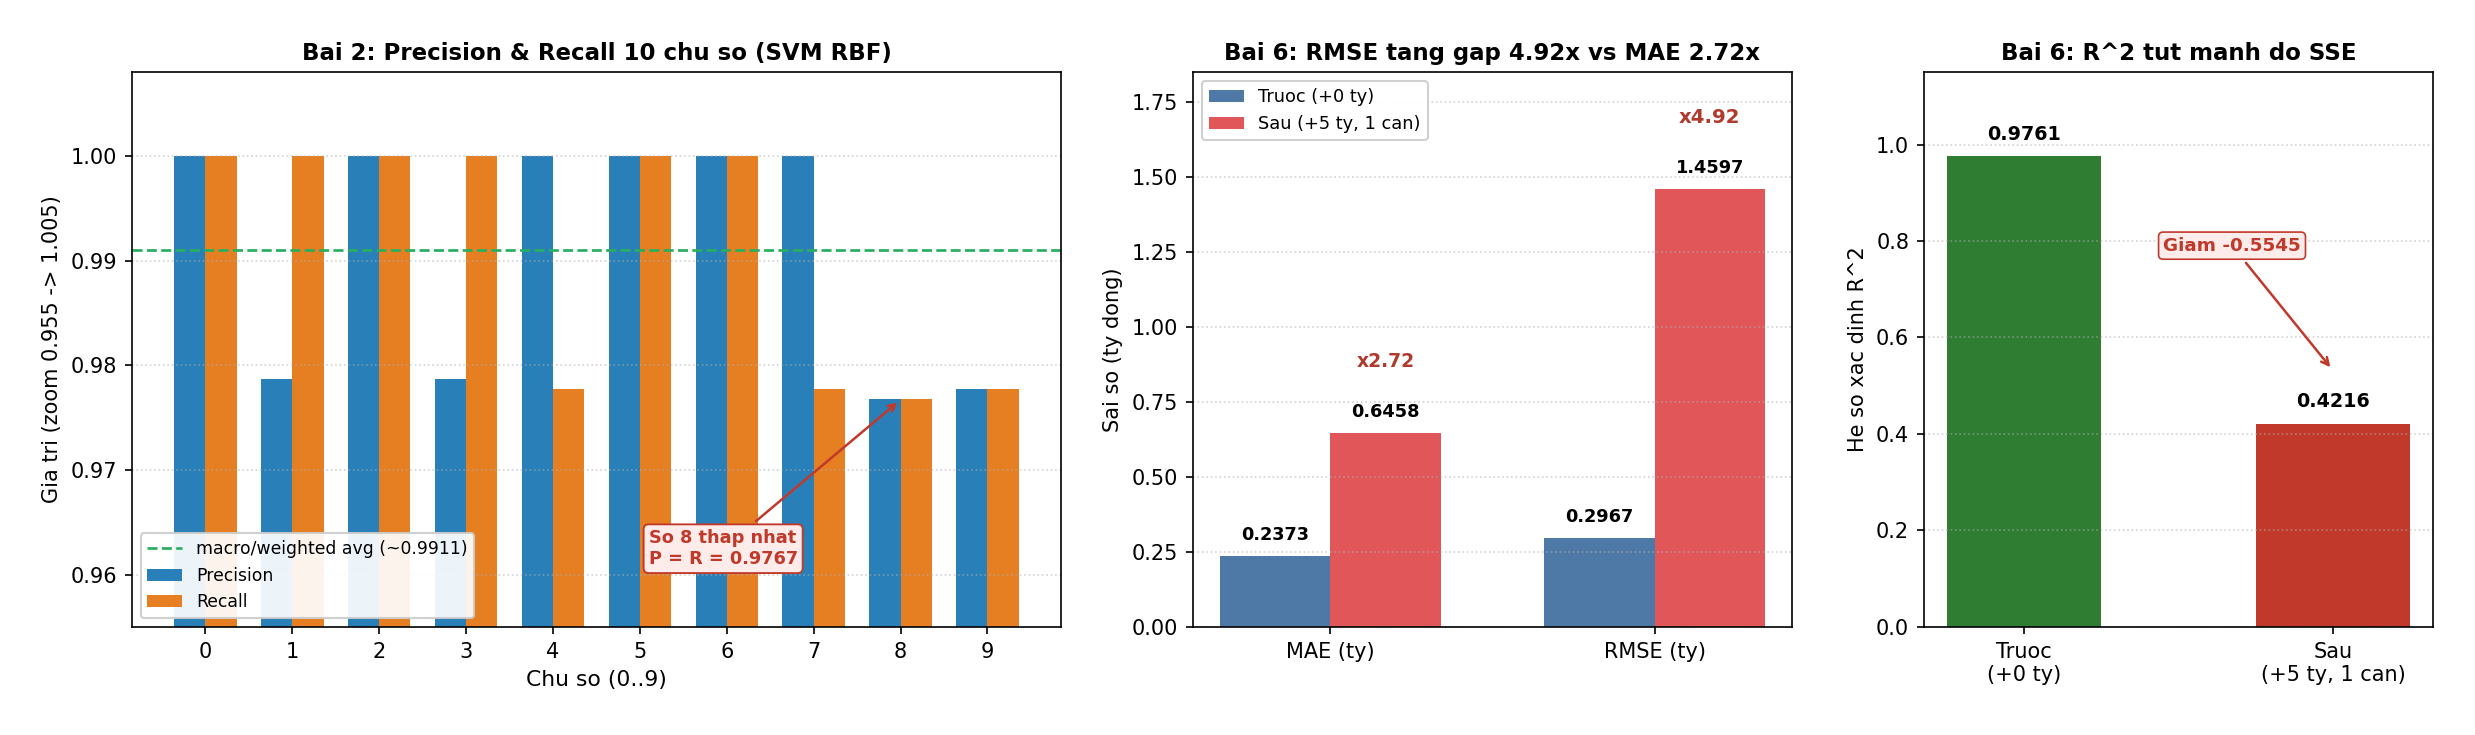 Bai 2: Precision & Recall 10 chu so (SVM RBF)
Gia tri (zoom 0.955 -> 1.005)
1.00
0.99
0.98
0.97
0.96
So 8 thap nhat
P = R = 0.9767
macro/weighted avg (~0.9911)
Precision
Recall
0 1 2 3 4 5 6 7 8 9
Chu so (0..9)
Bai 6: RMSE tang gap 4.92x vs MAE 2.72x
Sai so (ty dong)
1.75
1.50
1.25
1.00
0.75
0.50
0.25
0.00
Truoc (+0 ty)
Sau (+5 ty, 1 can)
x4.92
1.4597
x2.72
0.6458
0.2967
0.2373
MAE (ty) RMSE (ty)
Bai 6: R^2 tut manh do SSE
He so xac dinh R^2
1.0
0.8
0.6
0.4
0.2
0.0
0.9761
Giam -0.5545
0.4216
Truoc
(+0 ty)
Sau
(+5 ty, 1 can)